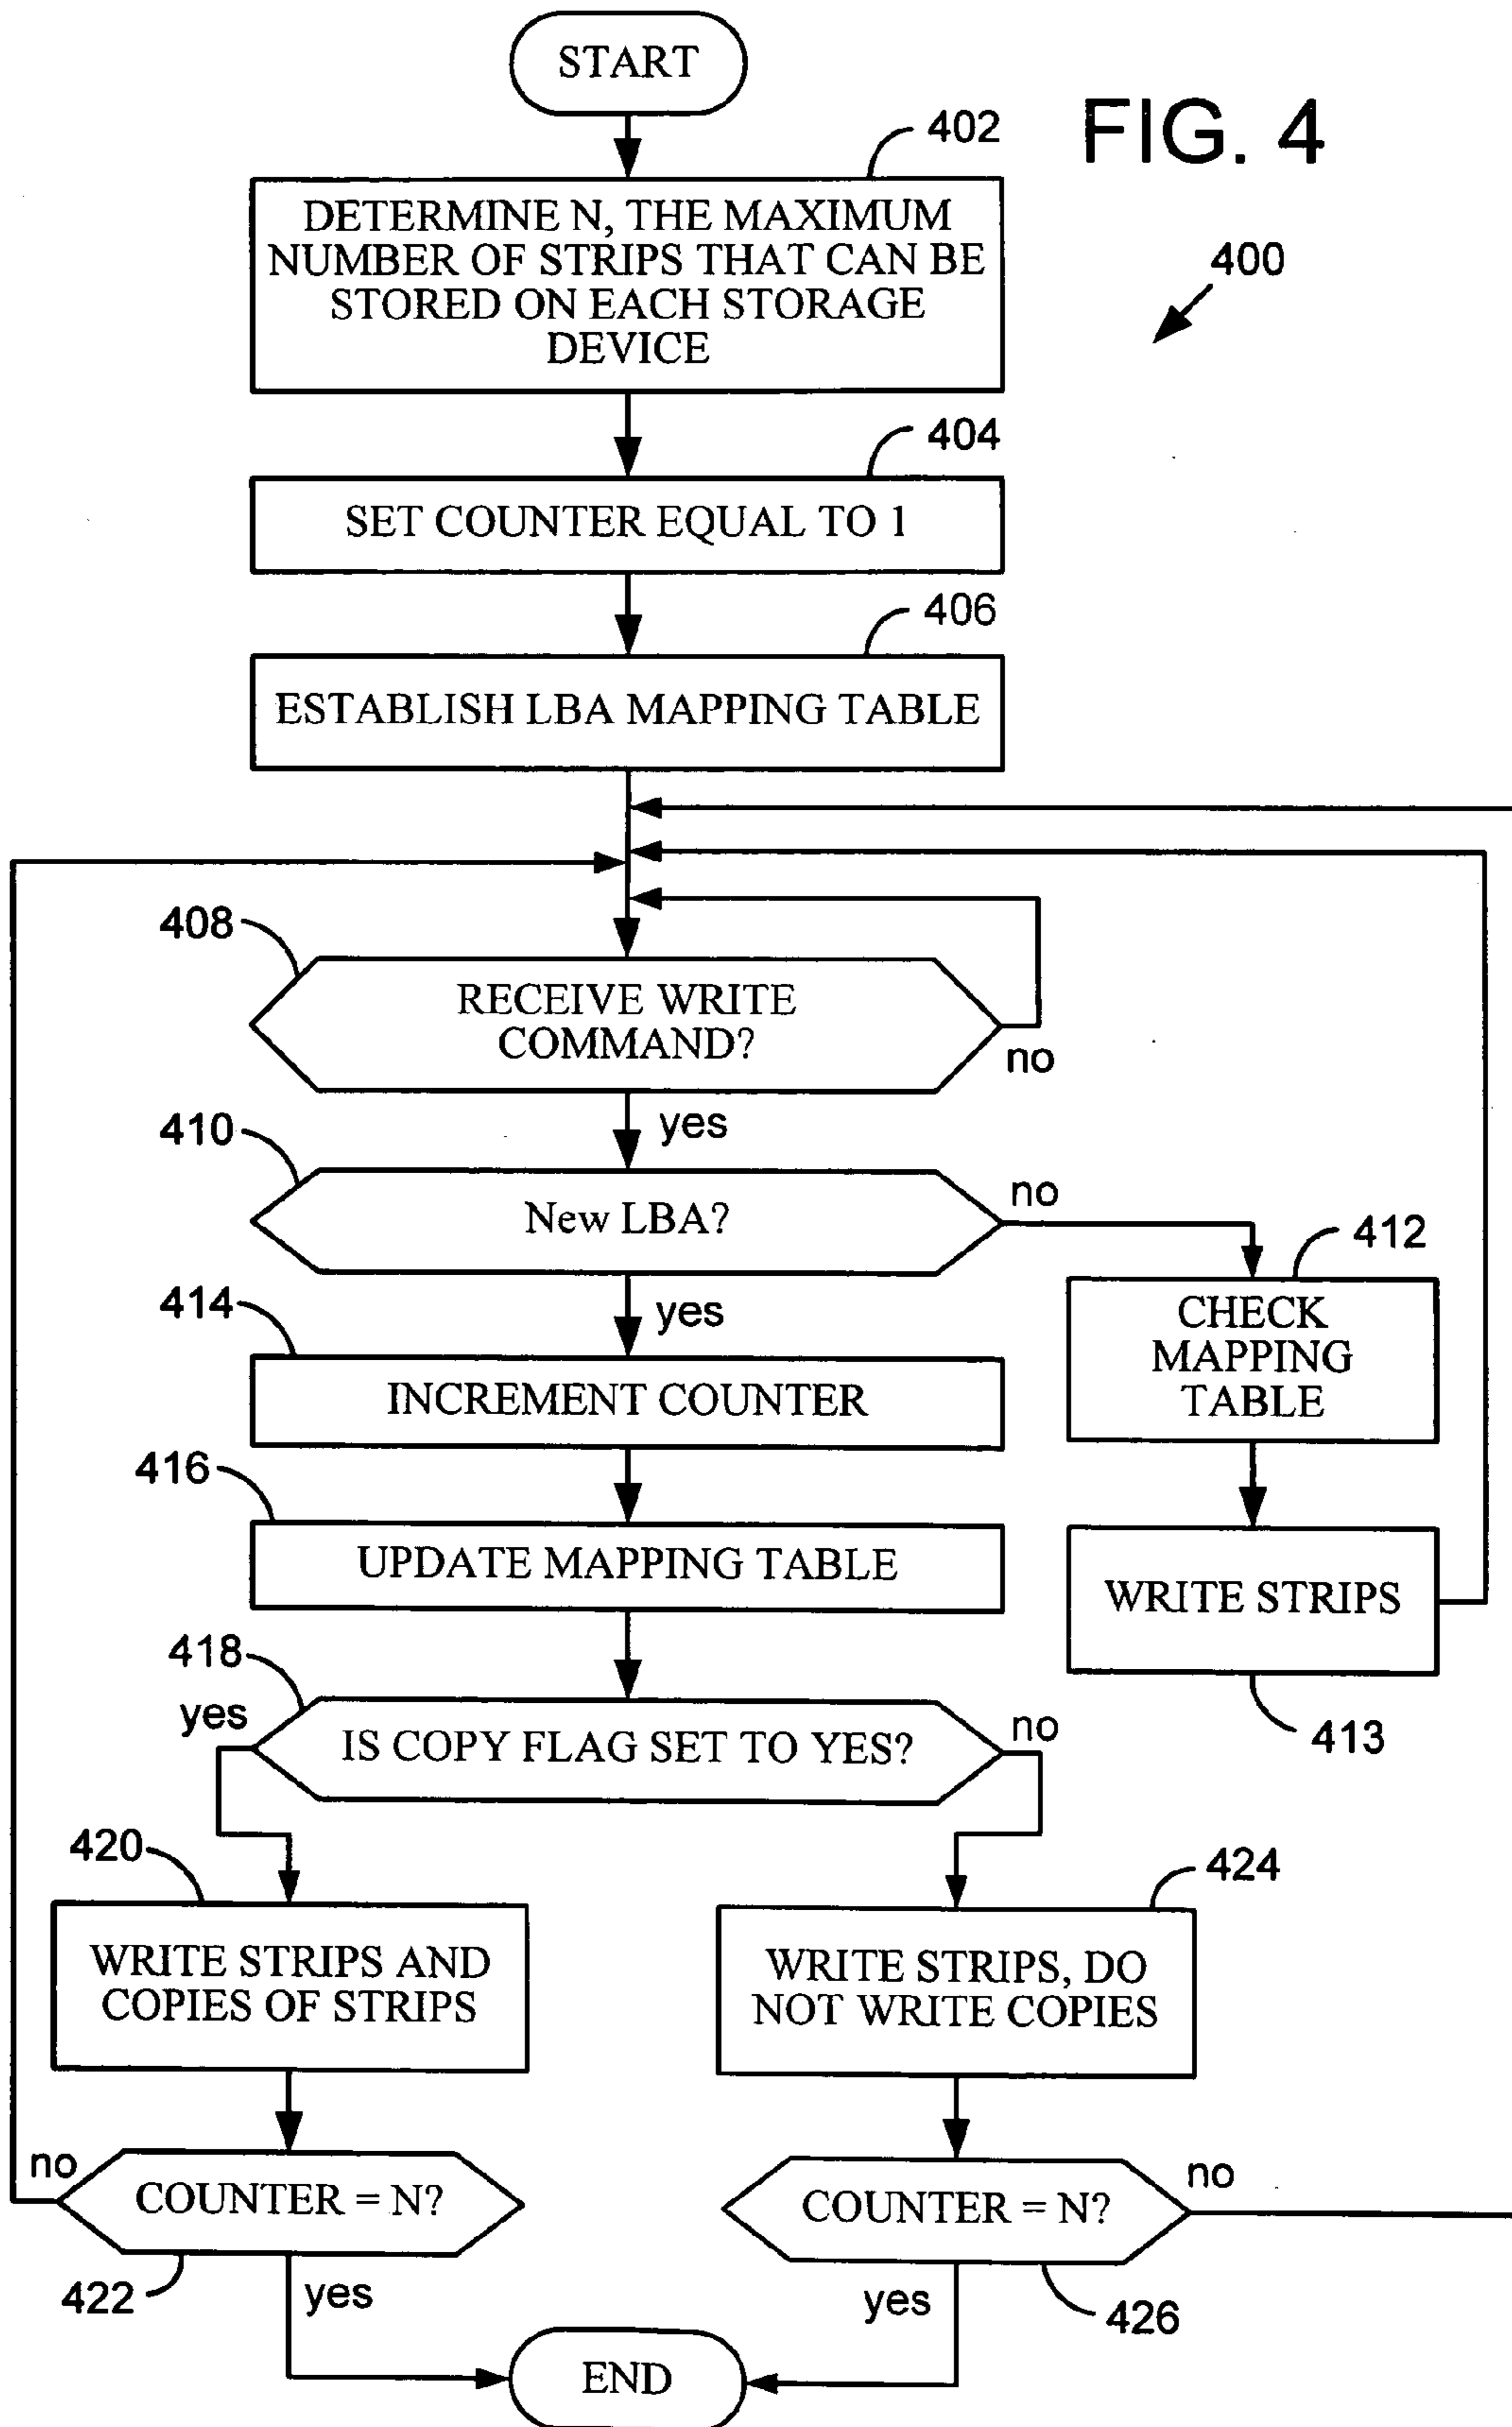 START
FIG. 4
402
DETERMINE N, THE MAXIMUM
NUMBER OF STRIPS THAT CAN BE
STORED ON EACH STORAGE
DEVICE
400
404
SET COUNTER EQUAL TO 1
406
ESTABLISH LBA MAPPING TABLE
408
RECEIVE WRITE
COMMAND?
no
yes
410
New LBA?
no
412
CHECK
MAPPING
TABLE
yes
414
INCREMENT COUNTER
416
UPDATE MAPPING TABLE
WRITE STRIPS
413
418
yes
IS COPY FLAG SET TO YES?
no
420
WRITE STRIPS AND
COPIES OF STRIPS
424
WRITE STRIPS, DO
NOT WRITE COPIES
no
COUNTER = N?
422
yes
COUNTER = N?
no
yes
426
END